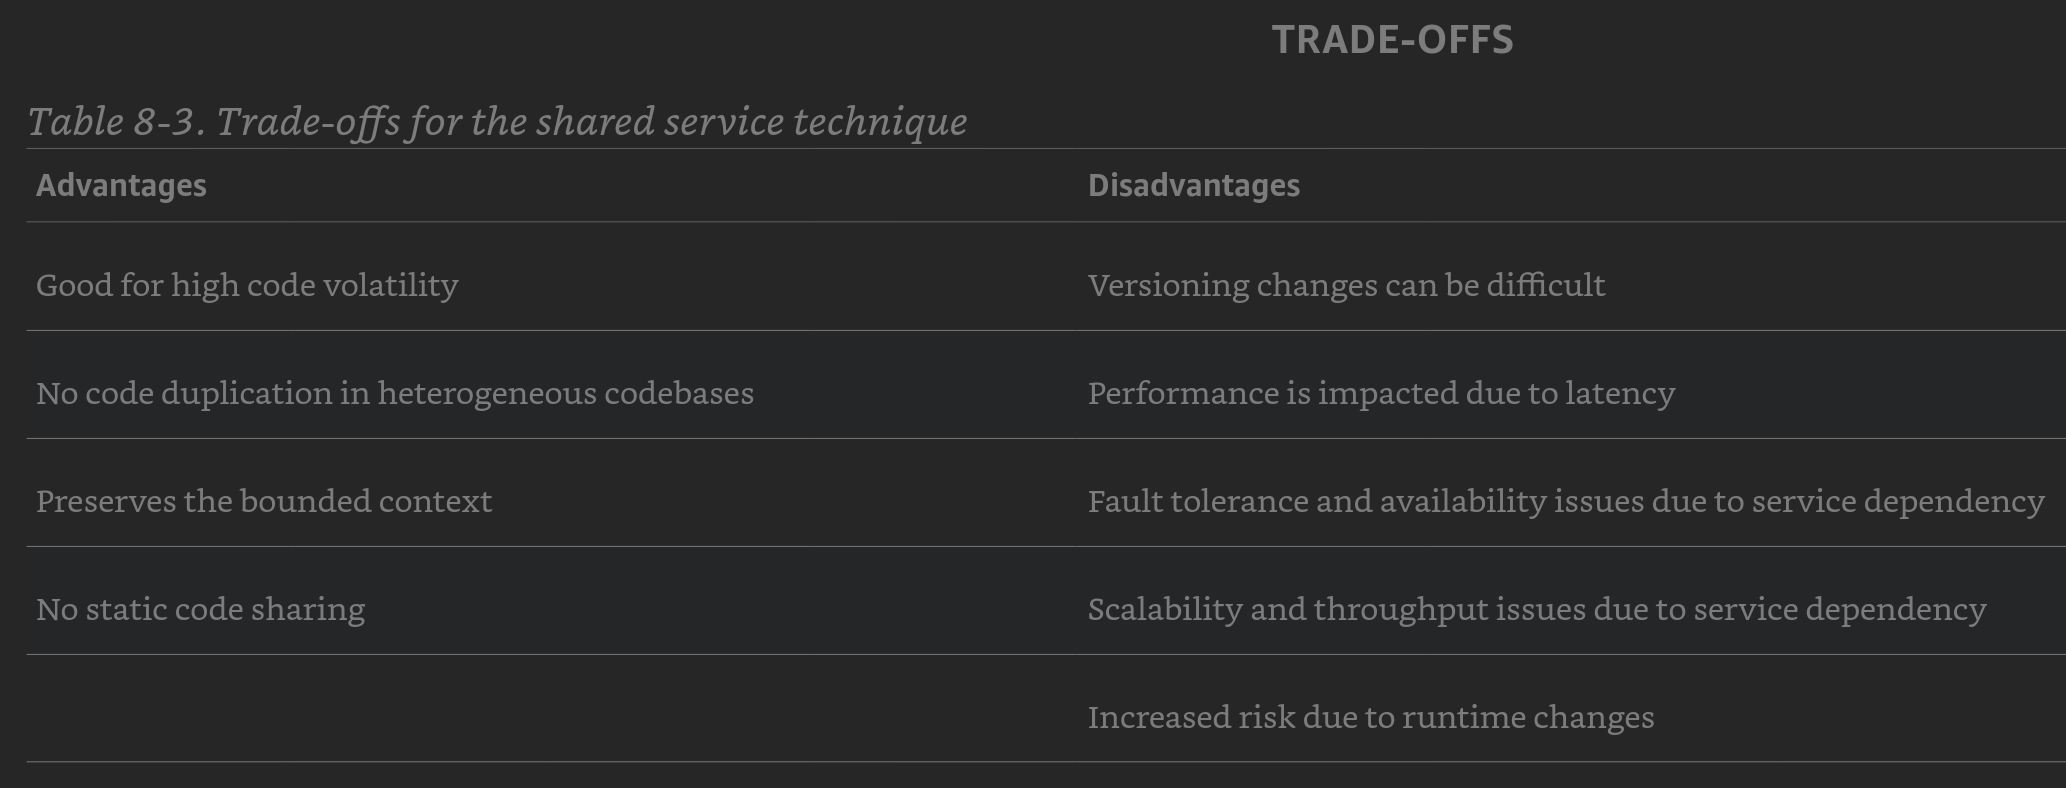 TRADE-OFFS
Table 8-3. Trade-offs for the shared service technique
Advantages Disadvantages
Good for high code volatility Versioning changes can be difficult
No code duplication in heterogeneous codebases Performance is impacted due to latency
Preserves the bounded context Fault tolerance and availability issues due to service dependency
No static code sharing Scalability and throughput issues due to service dependency
Increased risk due to runtime changes